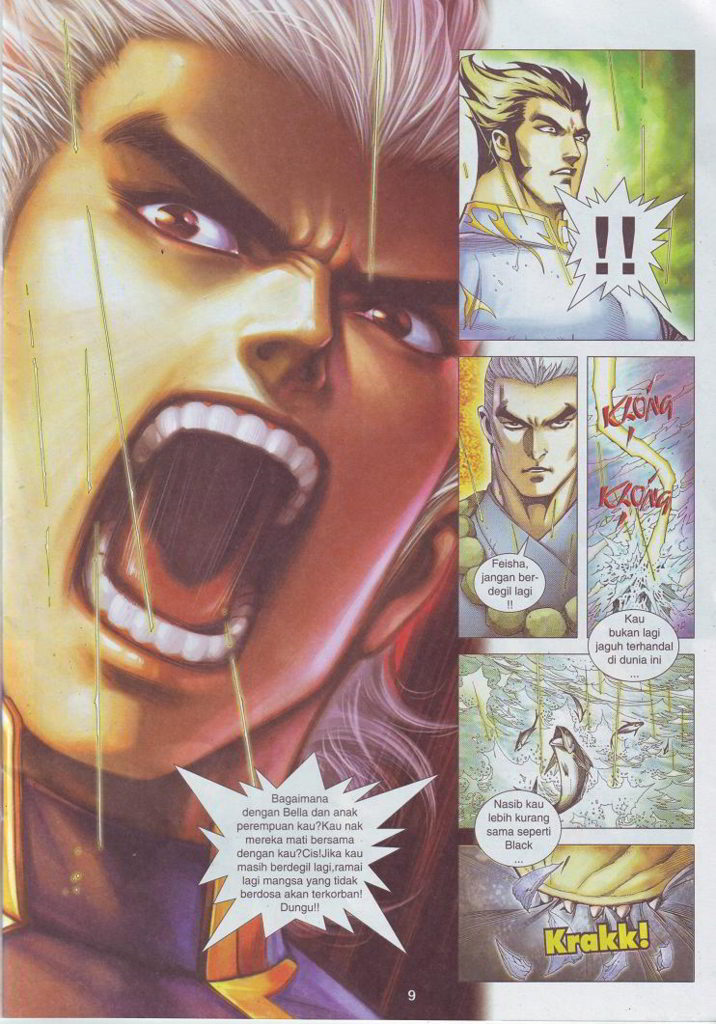 Bagaimana
dengan Bella dan anak
perempuan kau?Kau nak
mereka mati bersama
dengan kau?Cis!Jika kau
masih berdegil lagi,ramai
lagi mangsa yang tidak
berdosa akan terkorban!
Dungu!!
!!
Feisha,
jangan ber-
degil lagi
!!
KLONG
!
KLONG
!
Kau
bukan lagi
jaguh terhandal
di dunia ini
...
Nasib kau
lebih kurang
sama seperti
Black
...
Krakk!
9